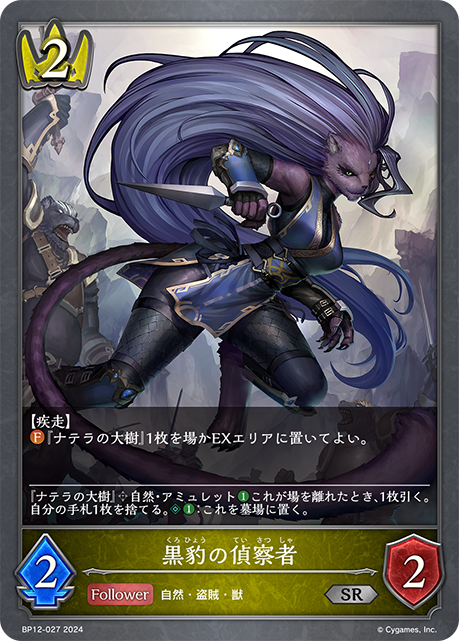 2
【疾走】
F『ナテラの大樹』1枚を場かEXエリアに置いてよい。
『ナテラの大樹』自然・アミュレット1これが場を離れたとき、1枚引く。
自分の手札1枚を捨てる。1:これを墓場に置く。
くろひょう ていさつしゃ
黒豹の偵察者
2 Follower 自然・盗賊・獣 SR 2
BP12-027 2024 © Cygames, Inc.